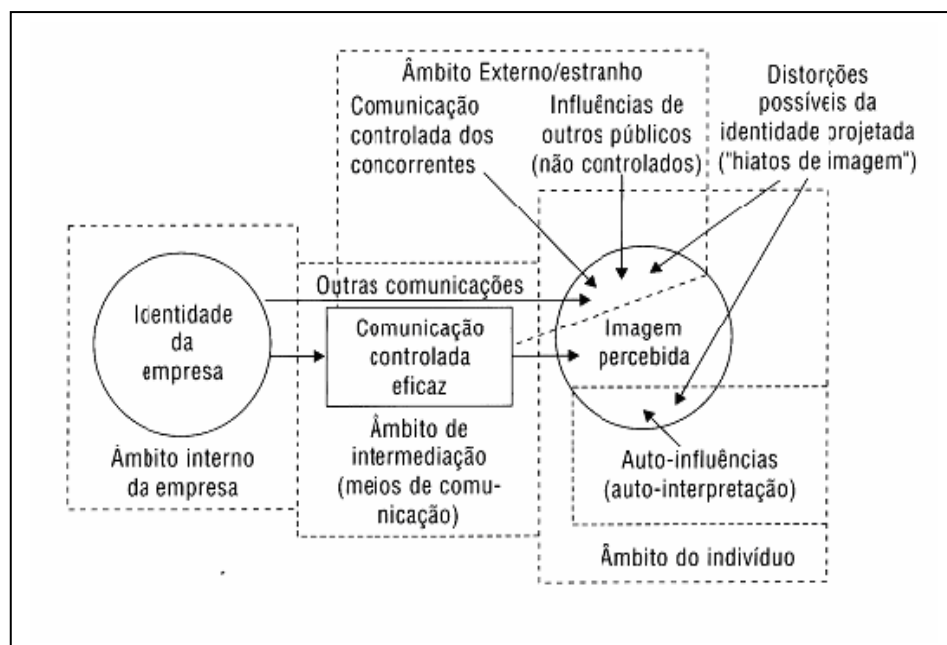 Âmbito Externo/estranho
Comunicação
controlada dos
concorrentes
Influências de
outros públicos
(não controlados)
Distorções
possíveis da
identidade projetada
("hiatos de imagem")
Identidade
da
empresa
Âmbito interno
da empresa
Outras comunicações
Comunicação
controlada
eficaz
Âmbito de
intermediação
(meios de comu-
nicação)
Imagem
percebida
Auto-influências
(auto-interpretação)
Âmbito do indivíduo